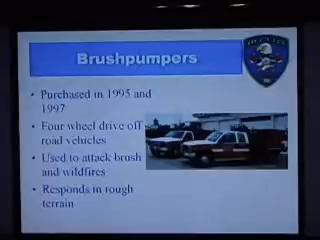 Brushpumpers
• Purchased in 1995 and
1997
• Four wheel drive off
road vehicles
• Used to attack brush
and wildfires
• Responds in rough
terrain